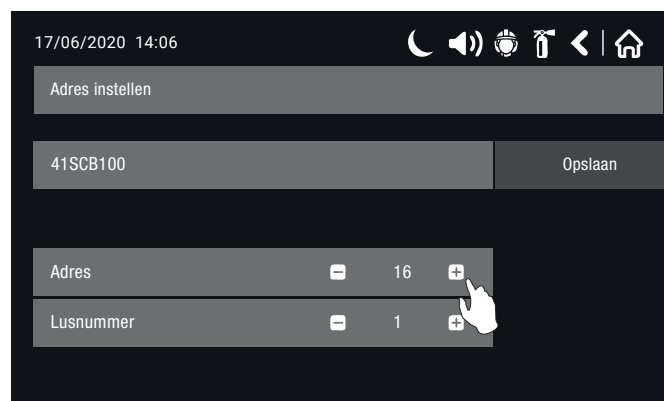 17/06/2020 14:06
Adres instellen
41SCB100
Opslaan
Adres
16
Lusnummer
1